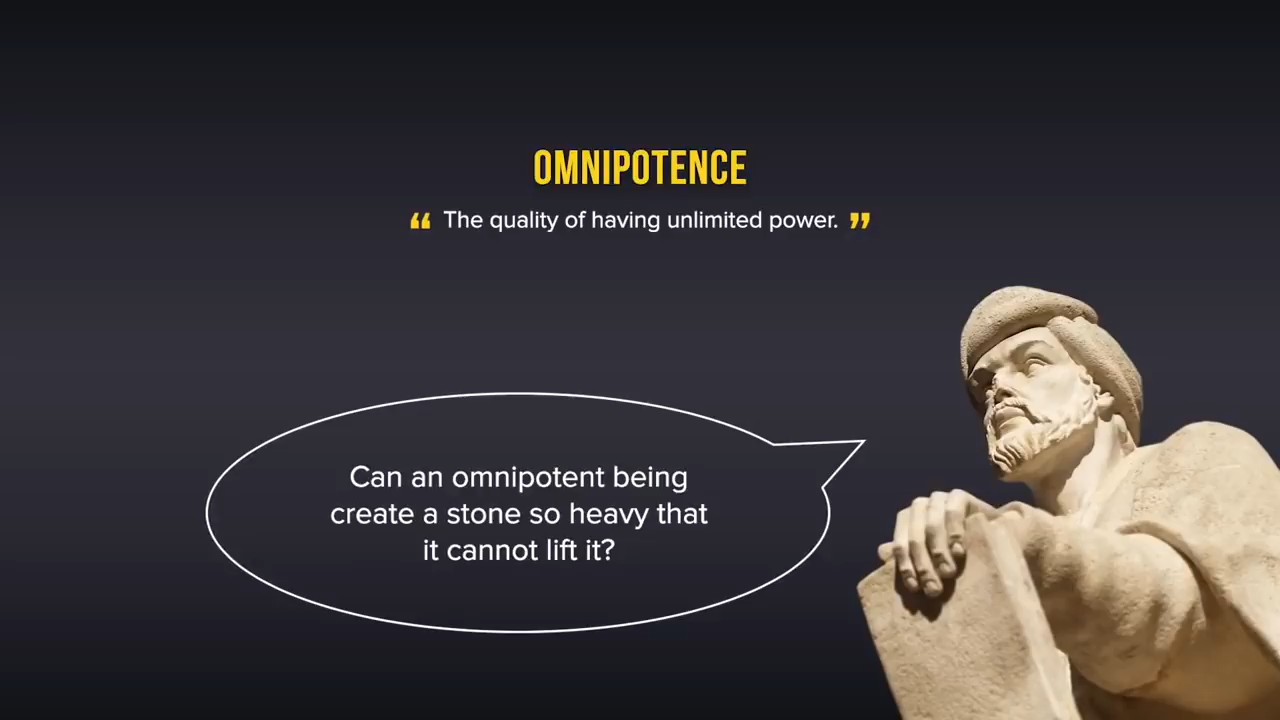 OMNIPOTENCE
“ The quality of having unlimited power. ”
Can an omnipotent being
create a stone so heavy that
it cannot lift it?